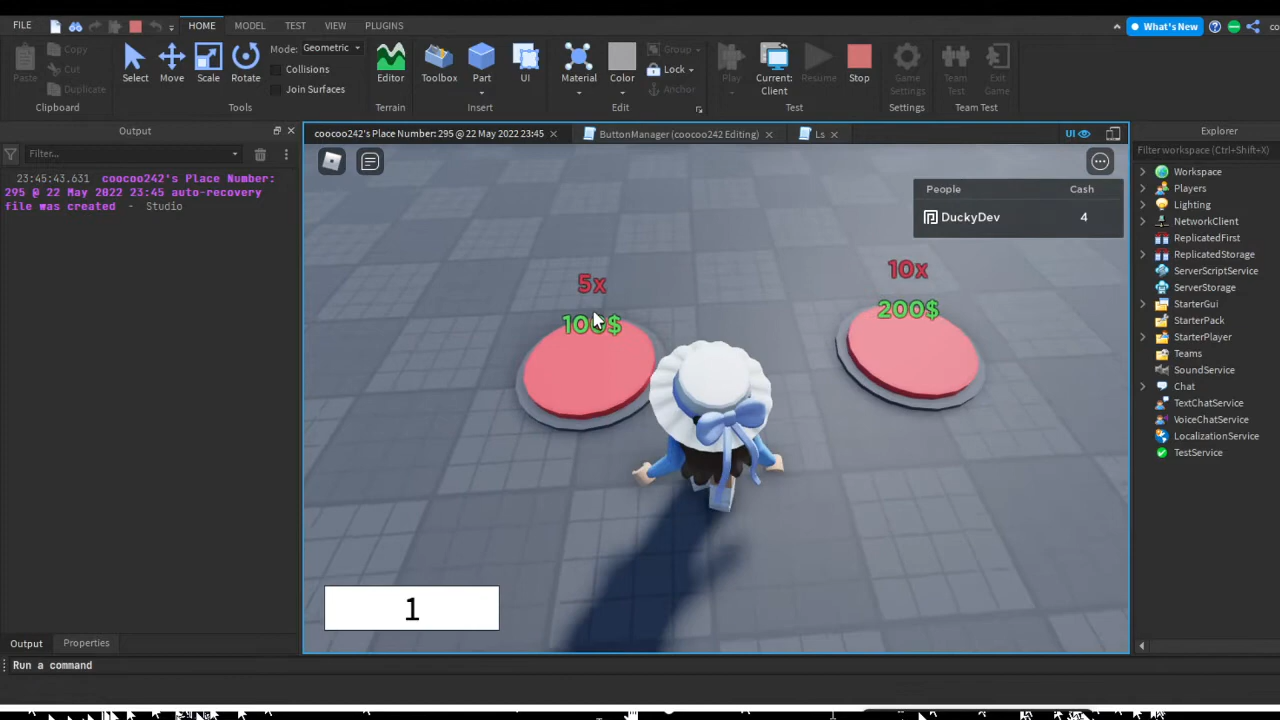 FILE HOME MODEL TEST VIEW PLUGINS What's New co
Paste Copy Cut Duplicate Clipboard
Select Move Scale Rotate Mode: Geometric Collisions Join Surfaces Tools
Editor Terrain
Toolbox Part UI Insert
Material Color Group Lock Anchor Edit
Play Current: Client Resume Stop Test
Game Settings Settings
Team Test Exit Game Team Test
Output
Filter...
23:45:43.631 coocoo242's Place Number:
295 @ 22 May 2022 23:45 auto-recovery
file was created - Studio
coocoo242's Place Number: 295 @ 22 May 2022 23:45 ButtonManager (coocoo242 Editing) Ls UI
People Cash
DuckyDev 4
5x
100$
10x
200$
1
Explorer
Filter workspace (Ctrl+Shift+X)
Workspace
Players
Lighting
NetworkClient
ReplicatedFirst
ReplicatedStorage
ServerScriptService
ServerStorage
StarterGui
StarterPack
StarterPlayer
Teams
SoundService
Chat
TextChatService
VoiceChatService
LocalizationService
TestService
Output Properties
Run a command